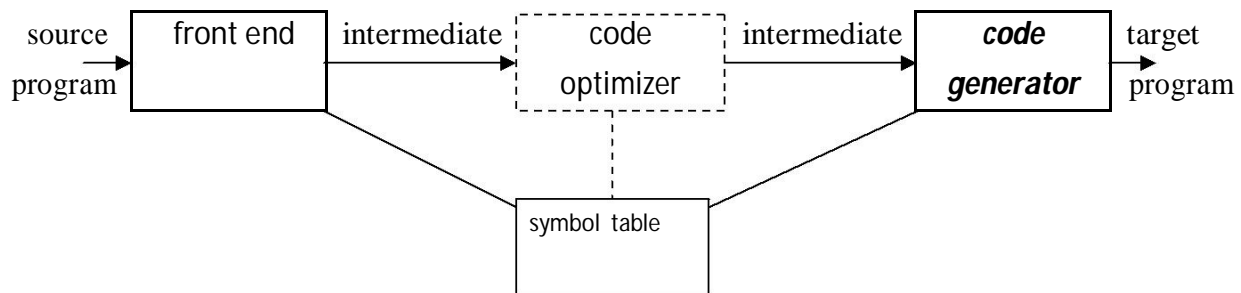 source
program
front end
intermediate
code
optimizer
intermediate
code
generator
target
program
symbol table